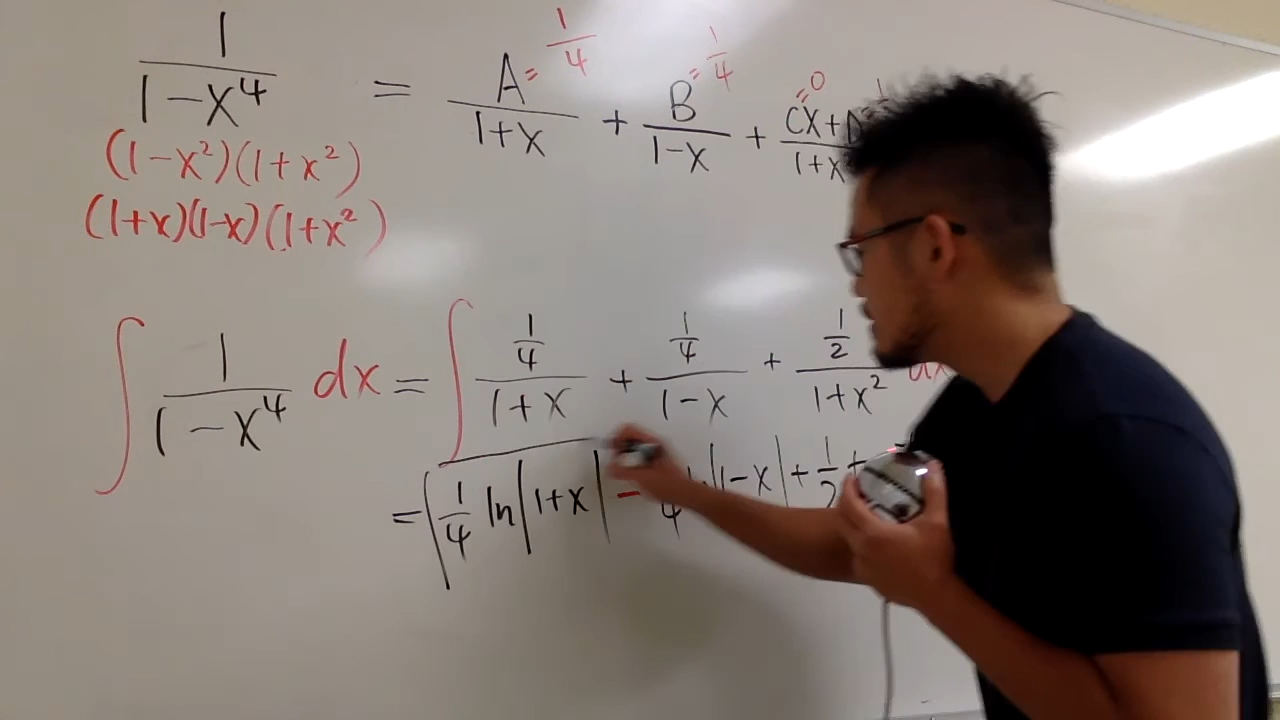 1/(1-x⁴) = A/(1+x) + B/(1-x) + (Cx+D)/(1+x
A = 1/4, B = 1/4, C = 0
(1-x²)(1+x²)
(1+x)(1-x)(1+x²)
∫ 1/(1-x⁴) dx = ∫ (1/4)/(1+x) + (1/4)/(1-x) + (1/2)/(1+x²) dx
= 1/4 ln|1+x| - 1/4 |1-x| + 1/2